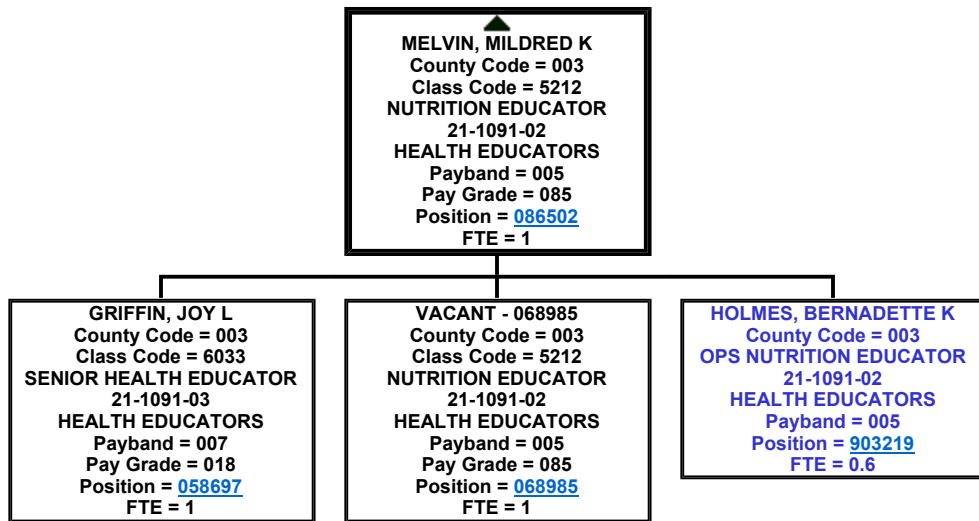 MELVIN, MILDRED K
County Code = 003
Class Code = 5212
NUTRITION EDUCATOR
21-1091-02
HEALTH EDUCATORS
Payband = 005
Pay Grade = 085
Position = 086502
FTE = 1
GRIFFIN, JOY L
County Code = 003
Class Code = 6033
SENIOR HEALTH EDUCATOR
21-1091-03
HEALTH EDUCATORS
Payband = 007
Pay Grade = 018
Position = 058697
FTE = 1
VACANT - 068985
County Code = 003
Class Code = 5212
NUTRITION EDUCATOR
21-1091-02
HEALTH EDUCATORS
Payband = 005
Pay Grade = 085
Position = 068985
FTE = 1
HOLMES, BERNADETTE K
County Code = 003
OPS NUTRITION EDUCATOR
21-1091-02
HEALTH EDUCATORS
Payband = 005
Position = 903219
FTE = 0.6